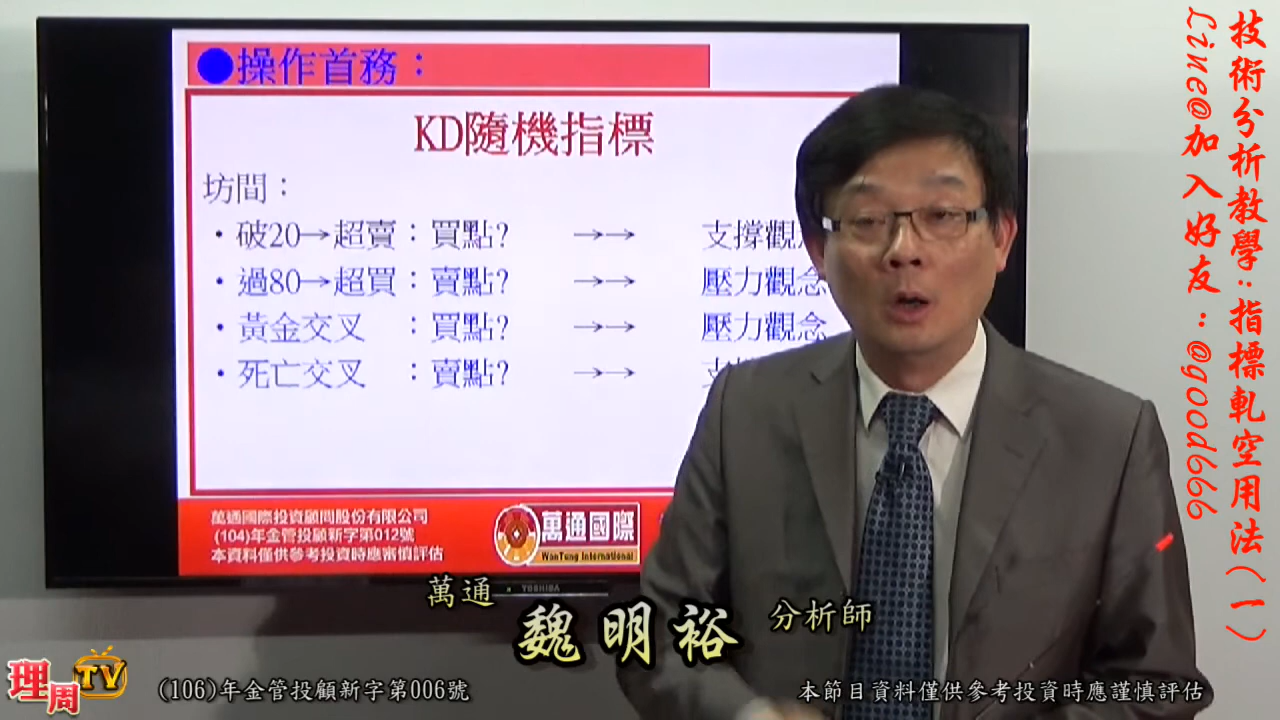 ●操作首務：
KD隨機指標
坊間：
・破20→超賣：買點? →→ 支撐觀
・過80→超買：賣點? →→ 壓力觀念
・黃金交叉 ：買點? →→ 壓力觀念
・死亡交叉 ：賣點? →→
萬通國際投資顧問股份有限公司
(104)年金管投顧新字第012號
本資料僅供參考投資時應審慎評估
萬通國際
WanTung International
TOSHIBA
技術分析教學:指標軋空用法(一)
Line@加入好友：@good666
萬通 魏明裕 分析師
理周TV
(106)年金管投顧新字第006號
本節目資料僅供參考投資時應謹慎評估